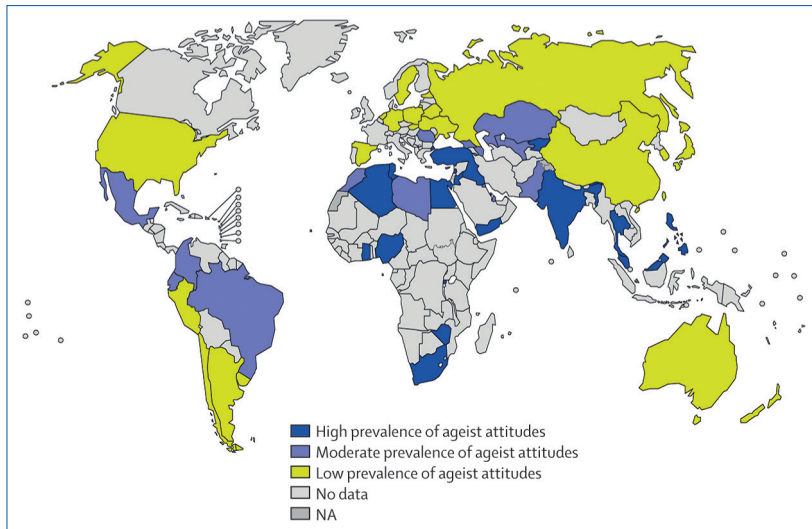 High prevalence of ageist attitudes
Moderate prevalence of ageist attitudes
Low prevalence of ageist attitudes
No data
NA